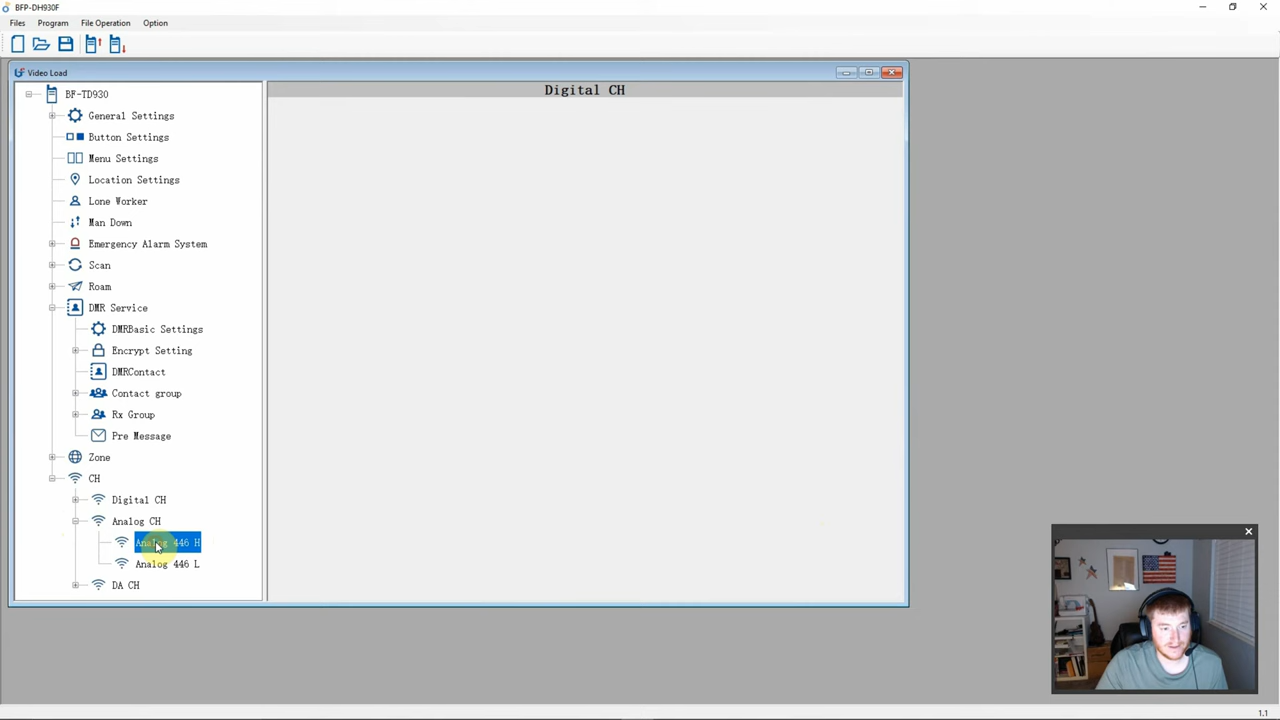 BFP-DH930F
Files Program File Operation Option
Video Load
BF-TD930
Digital CH
General Settings
Button Settings
Menu Settings
Location Settings
Lone Worker
Man Down
Emergency Alarm System
Scan
Roam
DMR Service
DMRBasic Settings
Encrypt Setting
DMRContact
Contact group
Rx Group
Pre Message
Zone
CH
Digital CH
Analog CH
Analog 446 H
Analog 446 L
DA CH
1.1